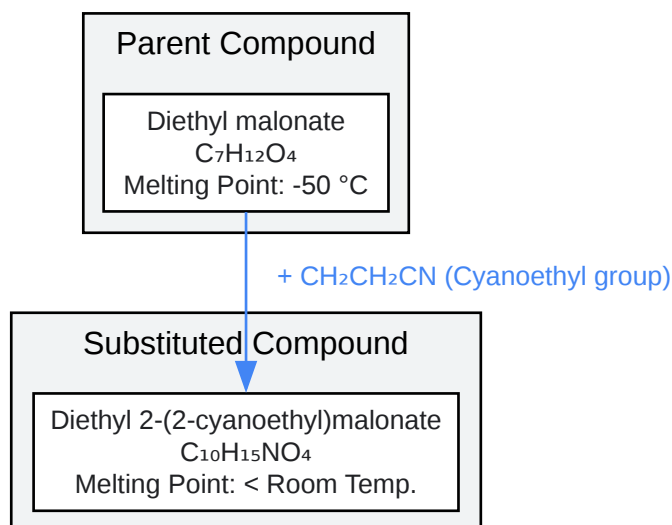 Parent Compound
Diethyl malonate
C₇H₁₂O₄
Melting Point: -50 °C
+ CH₂CH₂CN (Cyanoethyl group)
Substituted Compound
Diethyl 2-(2-cyanoethyl)malonate
C₁₀H₁₅NO₄
Melting Point: < Room Temp.